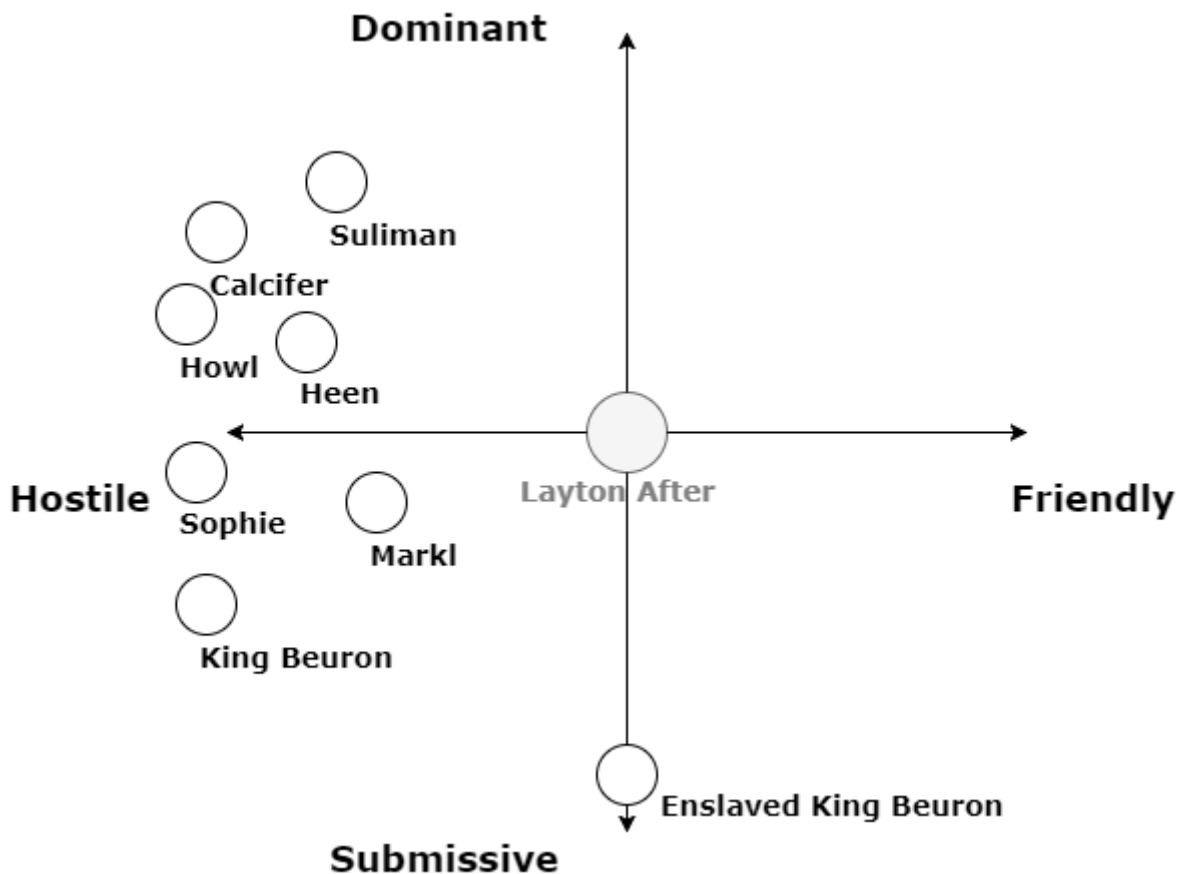 Dominant
Suliman
Calcifer
Howl
Heen
Layton After
Hostile
Friendly
Sophie
Markl
King Beuron
Enslaved King Beuron
Submissive